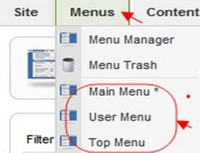 Site Menus Content
Menu Manager
Menu Trash
Main Menu *
User Menu
Filter Top Menu